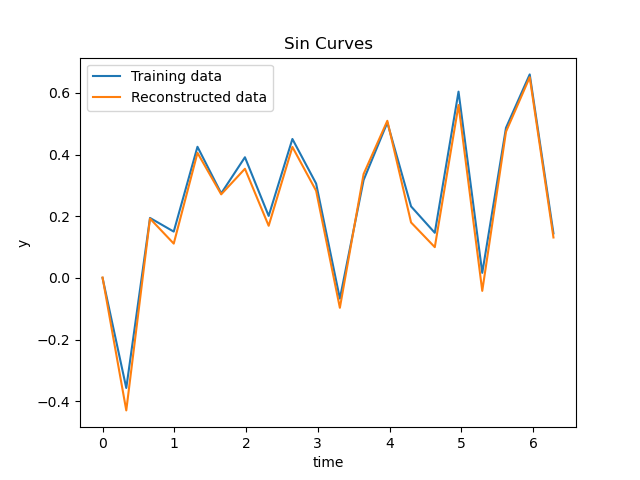 Sin Curves
Training data
Reconstructed data
0.6
0.4
0.2
0.0
−0.2
−0.4
y
0 1 2 3 4 5 6
time